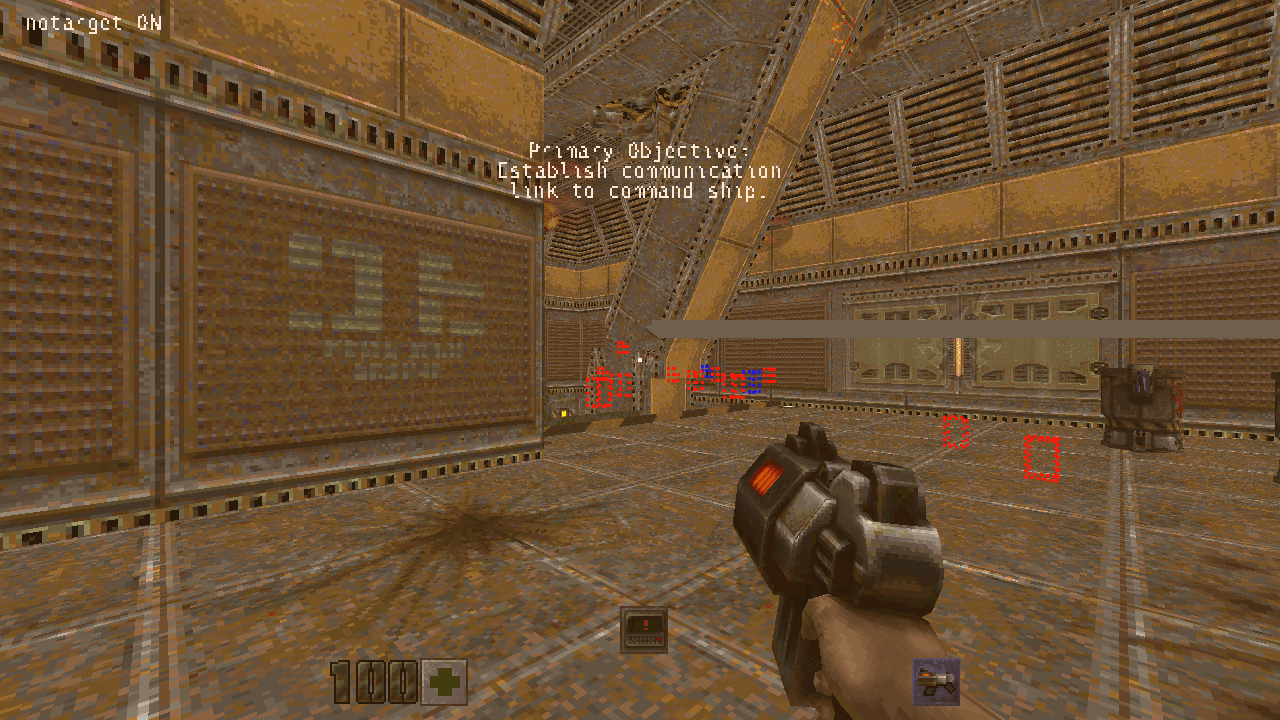 notarget ON
Primary Objective:
Establish communication
link to command ship.
100